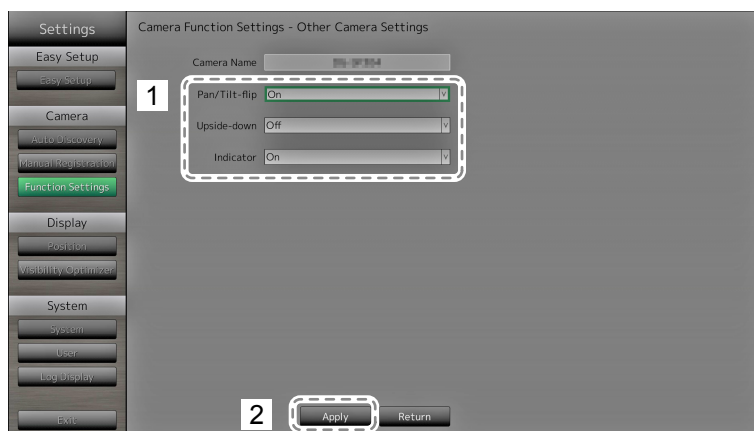 Settings
Camera Function Settings - Other Camera Settings
Easy Setup
Easy Setup
Camera
Auto Discovery
Manual Registration
Function Settings
Display
Position
Visibility Optimizer
System
System
User
Log Display
Exit
Camera Name
1
Pan/Tilt-flip On
Upside-down Off
Indicator On
2
Apply
Return